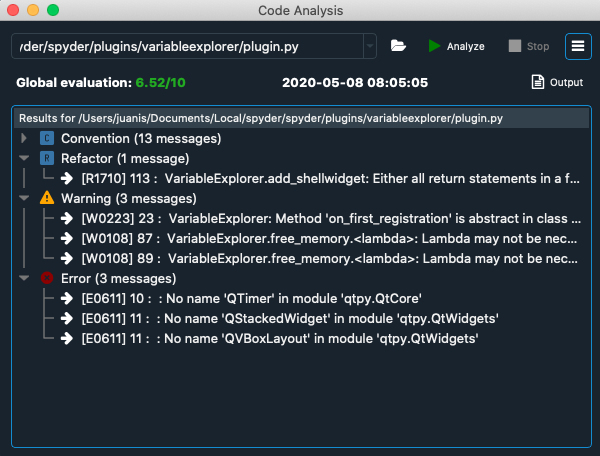 Code Analysis
yder/spyder/plugins/variableexplorer/plugin.py Analyze Stop
Global evaluation: 6.52/10 2020-05-08 08:05:05 Output
Results for /Users/juanis/Documents/Local/spyder/spyder/plugins/variableexplorer/plugin.py
C Convention (13 messages)
R Refactor (1 message)
[R1710] 113 : VariableExplorer.add_shellwidget: Either all return statements in a f...
Warning (3 messages)
[W0223] 23 : VariableExplorer: Method 'on_first_registration' is abstract in class ...
[W0108] 87 : VariableExplorer.free_memory.<lambda>: Lambda may not be nec...
[W0108] 89 : VariableExplorer.free_memory.<lambda>: Lambda may not be nec...
Error (3 messages)
[E0611] 10 : : No name 'QTimer' in module 'qtpy.QtCore'
[E0611] 11 : : No name 'QStackedWidget' in module 'qtpy.QtWidgets'
[E0611] 11 : : No name 'QVBoxLayout' in module 'qtpy.QtWidgets'